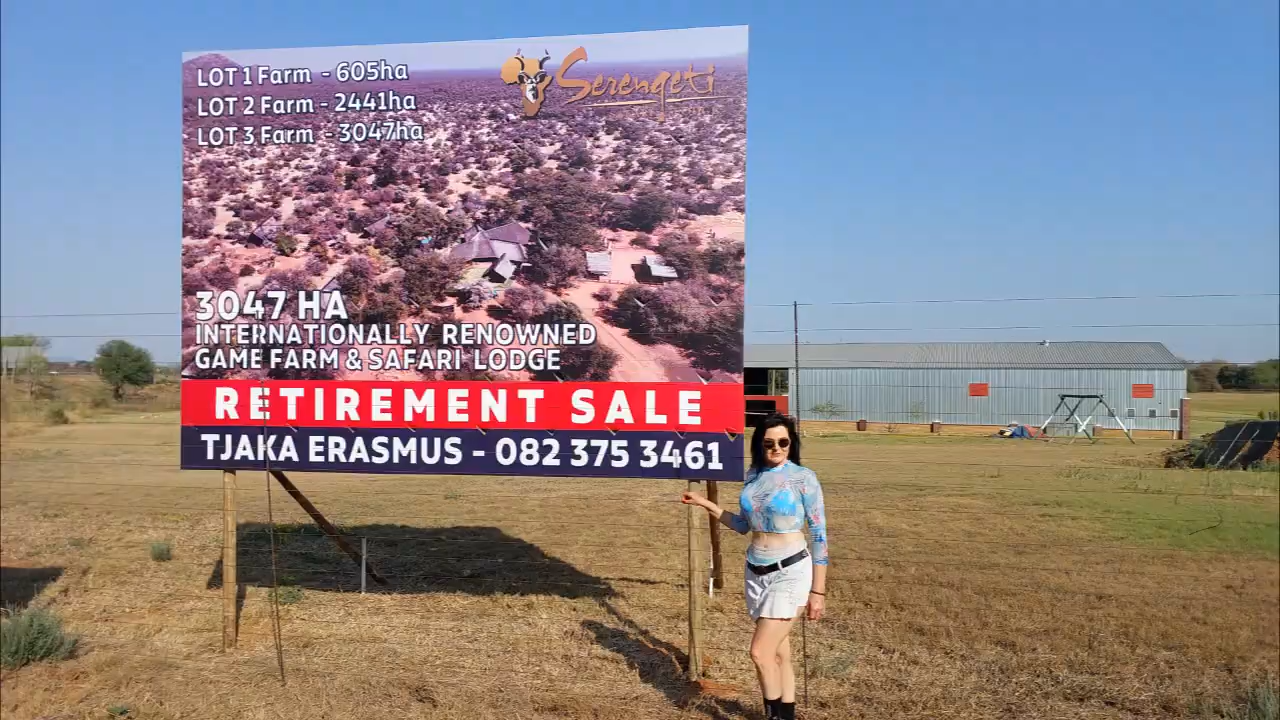 LOT 1 Farm - 605ha
LOT 2 Farm - 2441ha
LOT 3 Farm - 3047ha
Serengeti
3047 HA
INTERNATIONALLY RENOWNED
GAME FARM & SAFARI LODGE
RETIREMENT SALE
TJAKA ERASMUS - 082 375 3461